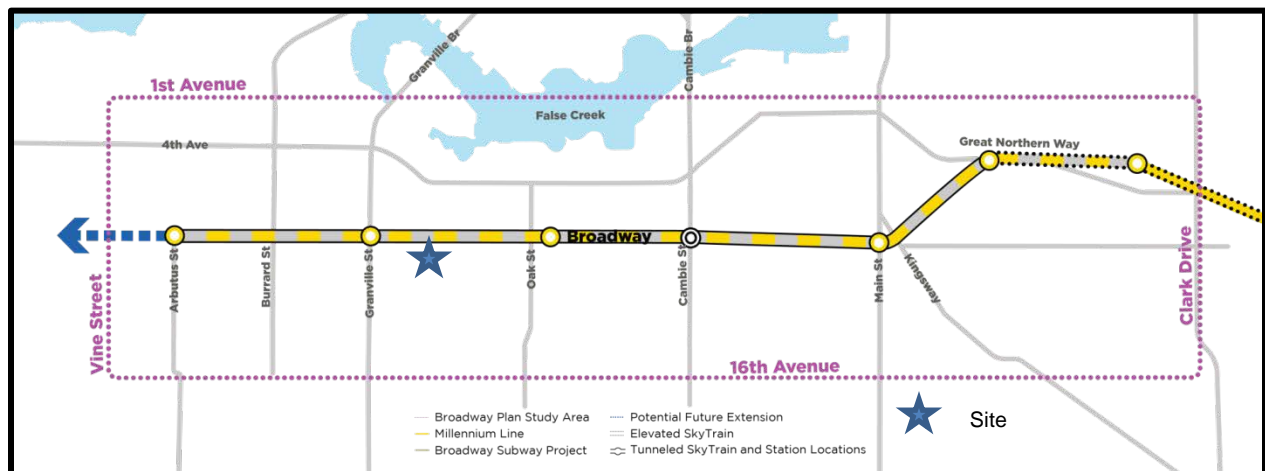 Granville Br
Cambie Br
1st Avenue
False Creek
4th Ave
Great Northern Way
Broadway
Vine Street
Arbutus St
Burrard St
Granville St
Oak St
Cambie St
Main St
Kingsway
Clark Drive
16th Avenue
Broadway Plan Study Area
Millennium Line
Broadway Subway Project
Potential Future Extension
Elevated SkyTrain
Tunneled SkyTrain and Station Locations
Site